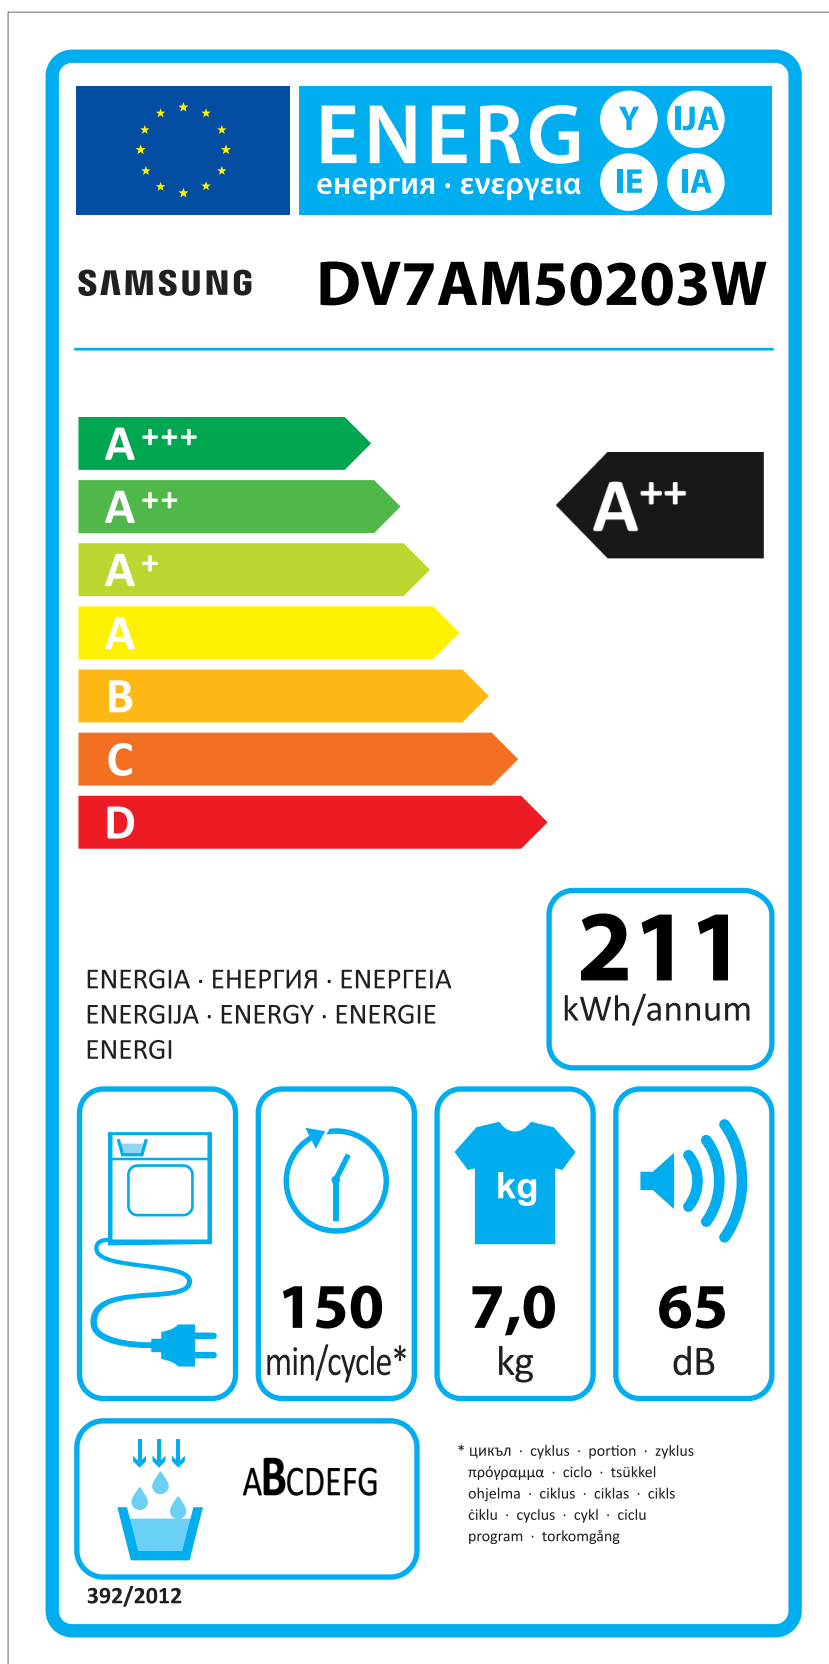 ENERG Y IJA
енергия · ενεργεια IE IA
SAMSUNG DV7AM50203W
A+++
A++
A++
A+
A
B
C
D
211
kWh/annum
ENERGIA · ЕНЕРГИЯ · ΕΝΕΡΓΕΙΑ
ENERGIJA · ENERGY · ENERGIE
ENERGI
kg
150
min/cycle*
7,0
kg
65
dB
ABCDEFG
* цикъл · cyklus · portion · zyklus
πρόγραμμα · ciclo · tsükkel
ohjelma · ciklus · ciklas · cikls
ċiklu · cyclus · cykl · ciclu
program · torkomgång
392/2012